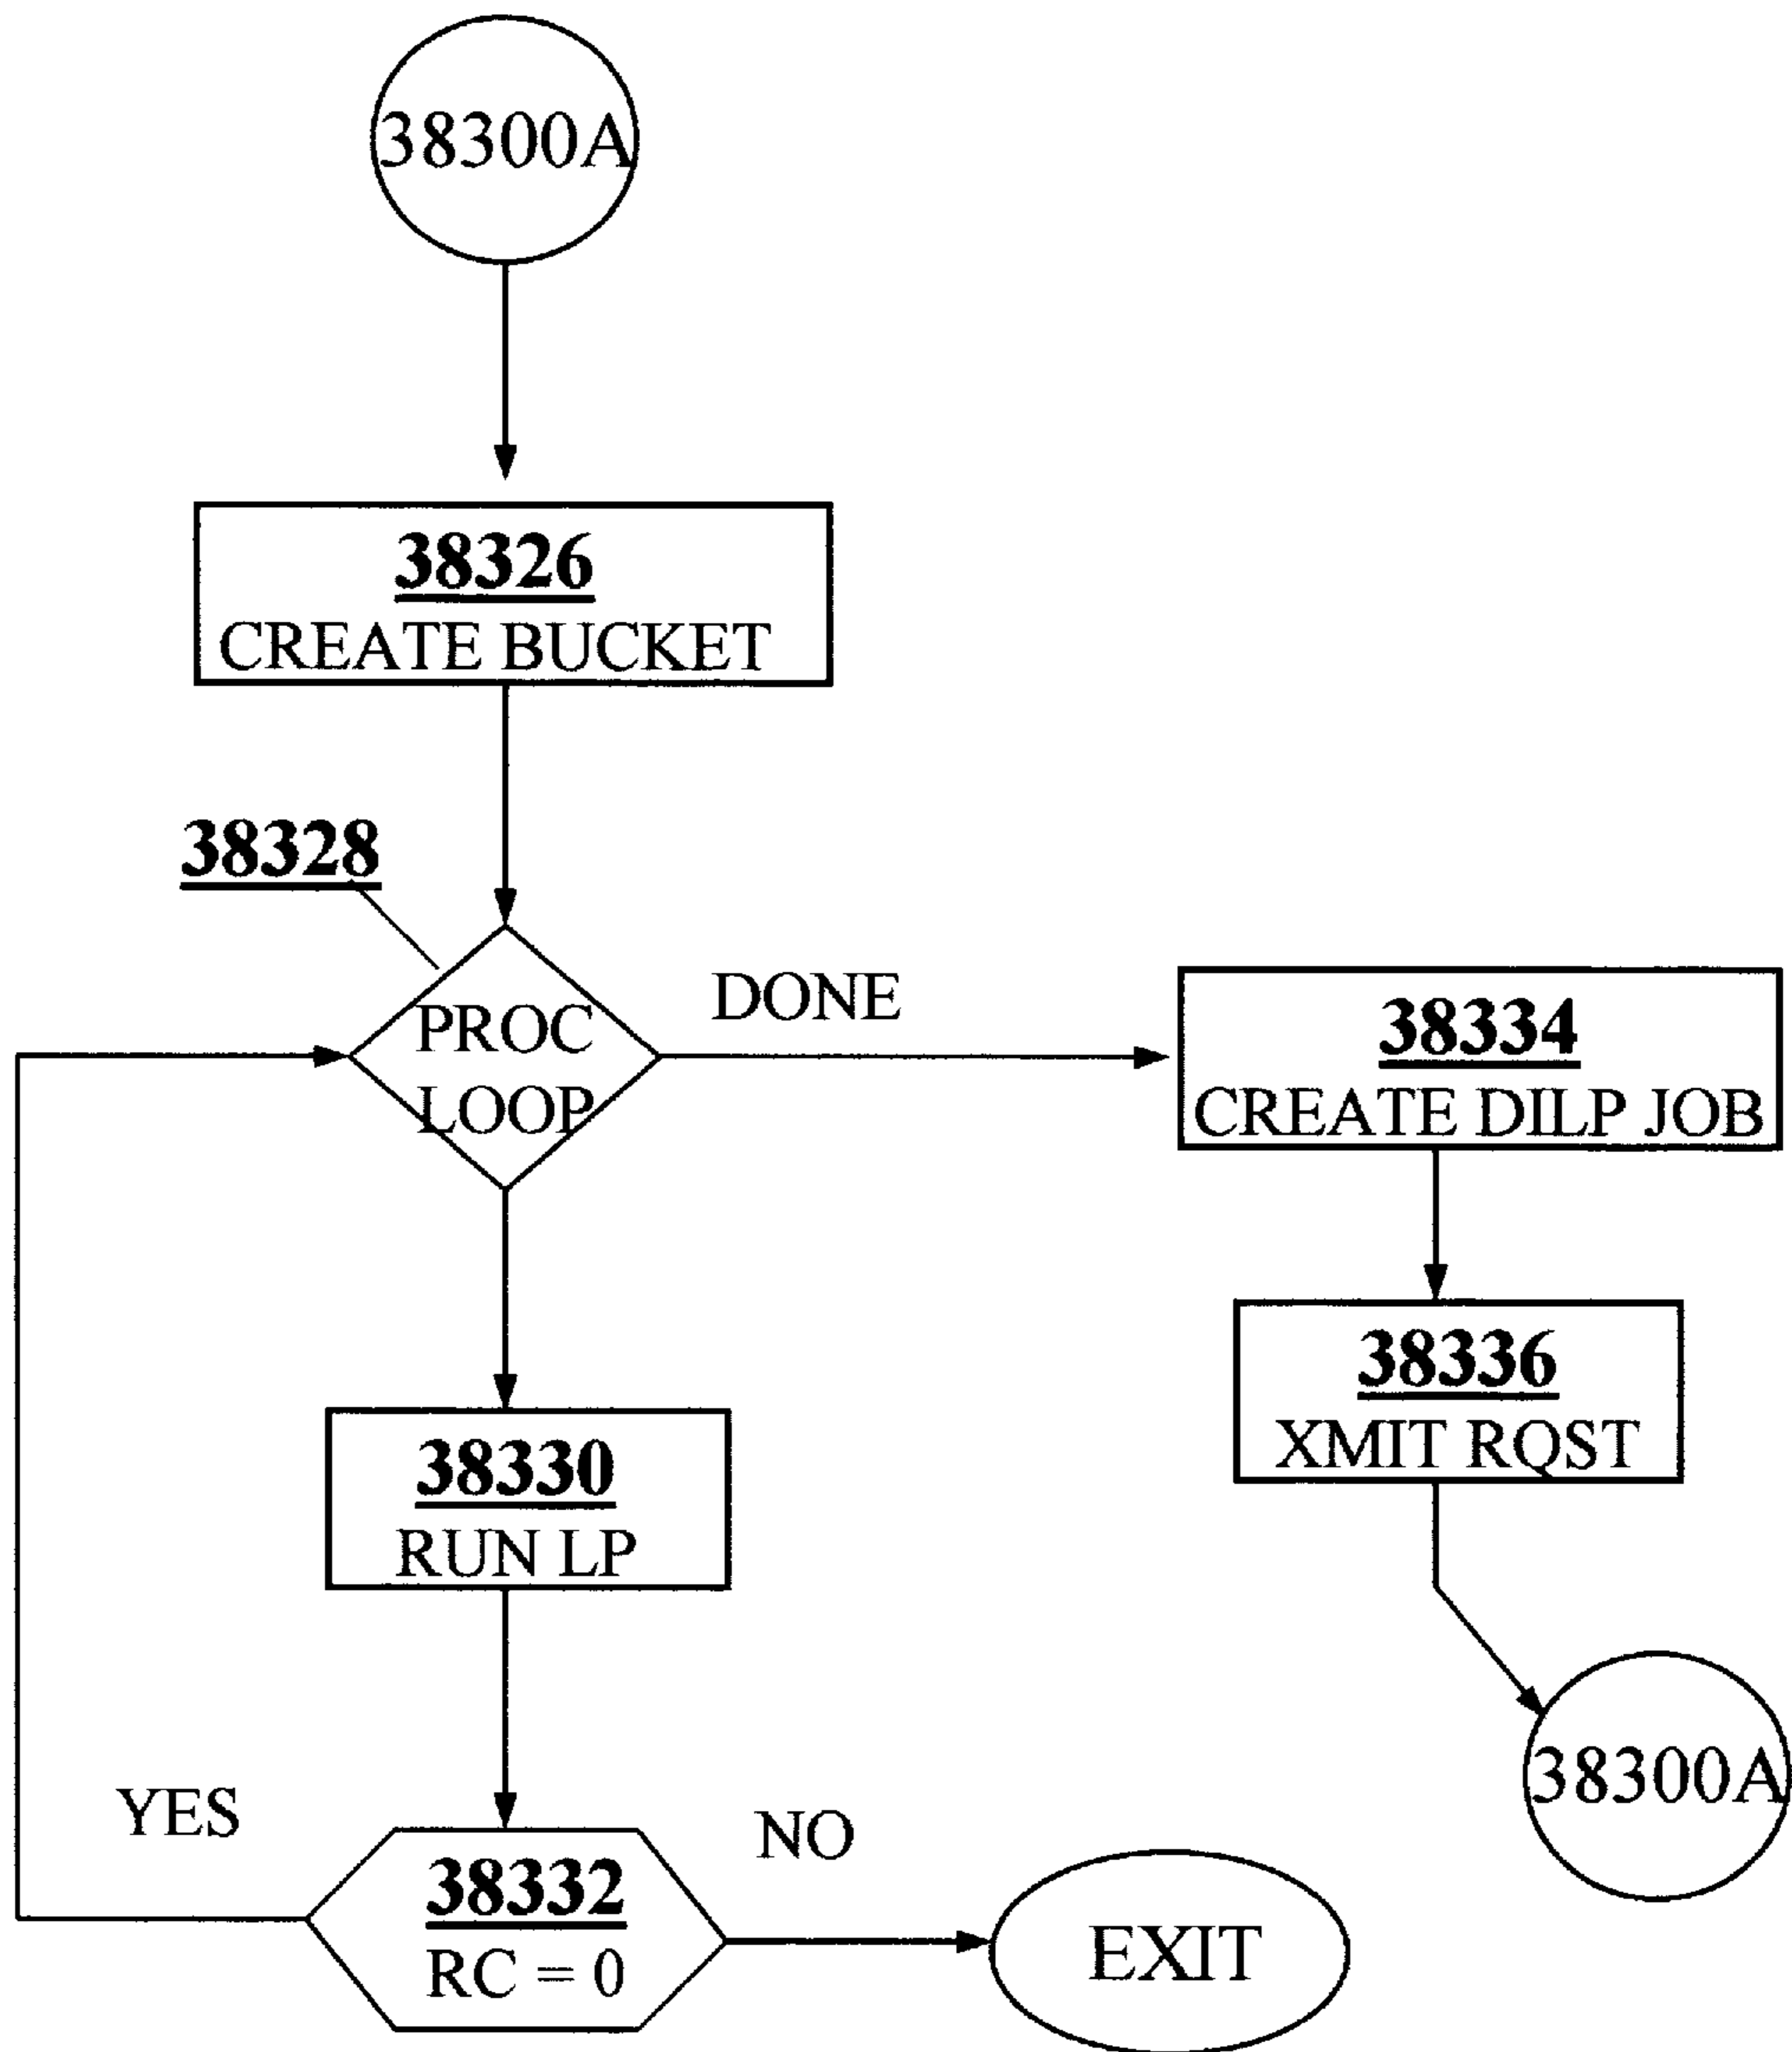 38300A
38326
CREATE BUCKET
38328
PROC
LOOP
DONE
38334
CREATE DILP JOB
38336
XMIT RQST
38330
RUN LP
38300A
YES
NO
38332
RC = 0
EXIT